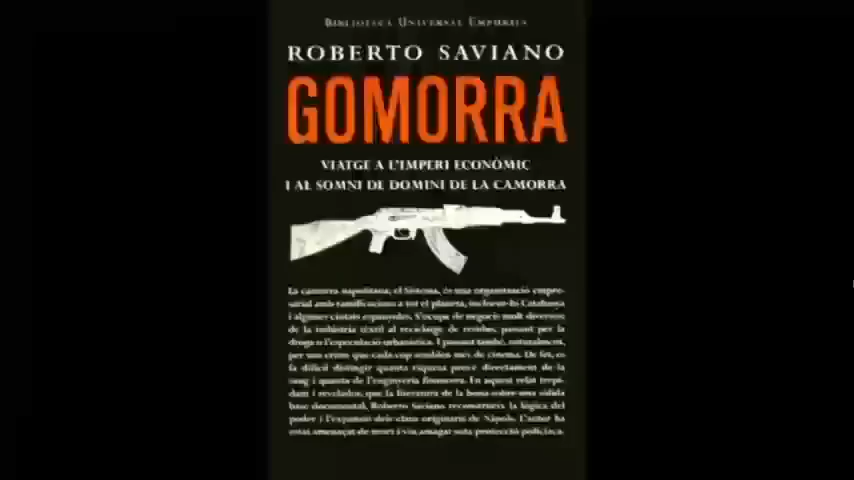 BIBLIOTECA UNIVERSAL EMPÚRIES
ROBERTO SAVIANO
GOMORRA
VIATGE A L'IMPERI ECONÒMIC
I AL SOMNI DE DOMINI DE LA CAMORRA
La camorra napolitana, el Sistema, és una organització empre-
sarial amb ramificacions a tot el planeta, incloent-hi Catalunya
i algunes ciutats espanyoles. S'ocupa de negocis molt diversos
de la indústria tèxtil al reciclatge de residus, passant per la
droga o l'especulació urbanística. I passant també, naturalment,
per uns crims que cada cop semblen més de cinema. De fet, és
fa difícil distingir quanta riquesa prové directament de la
sang i quanta de l'enginyeria financera. En aquest relat trepi-
dant i revelador, que fa literatura de la bona sobre una sòlida
base documental, Roberto Saviano reconstrueix la lògica del
poder i l'expansió dels clans originaris de Nàpols. L'autor ha
estat amenaçat de mort i viu amagat sota protecció policíaca.